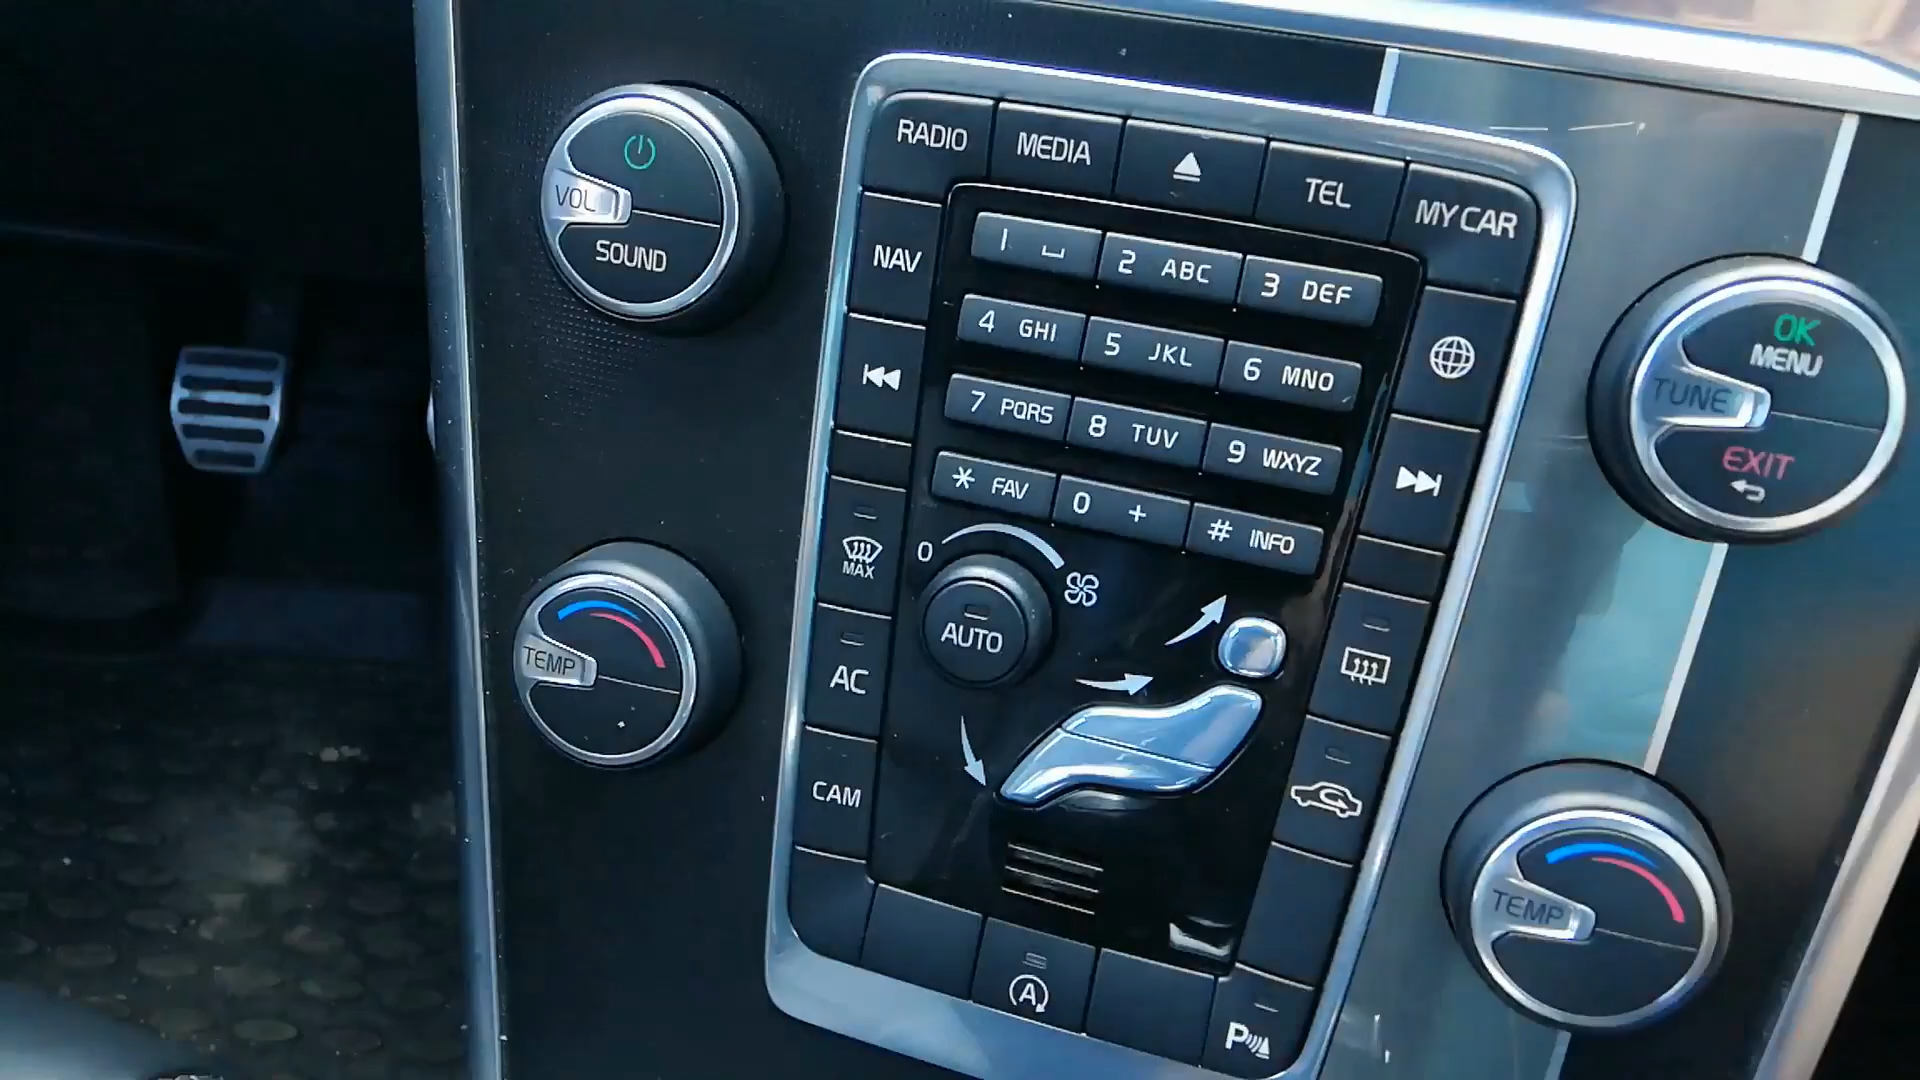 VOL
SOUND
RADIO
MEDIA
TEL
MY CAR
NAV
1
2 ABC
3 DEF
4 GHI
5 JKL
6 MNO
7 PQRS
8 TUV
9 WXYZ
* FAV
0 +
# INFO
OK
MENU
TUNE
EXIT
0
MAX
AUTO
TEMP
AC
CAM
TEMP
A
P